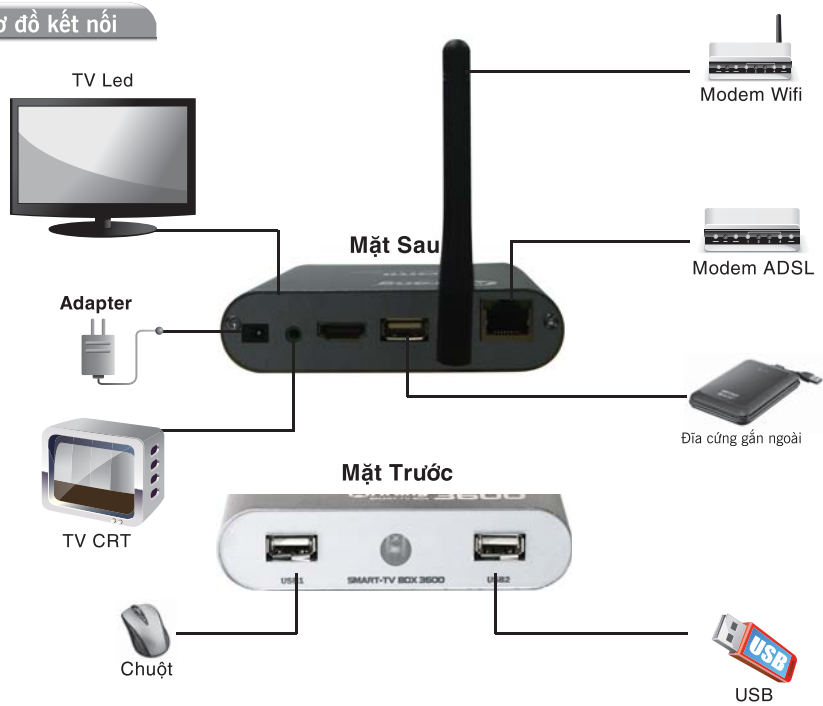 ơ đồ kết nối
TV Led
Modem Wifi
Mặt Sau
Modem ADSL
Adapter
Đĩa cứng gắn ngoài
Mặt Trước
TV CRT
SMART-TV BOX 3600
USB2
Chuột
USB
USB